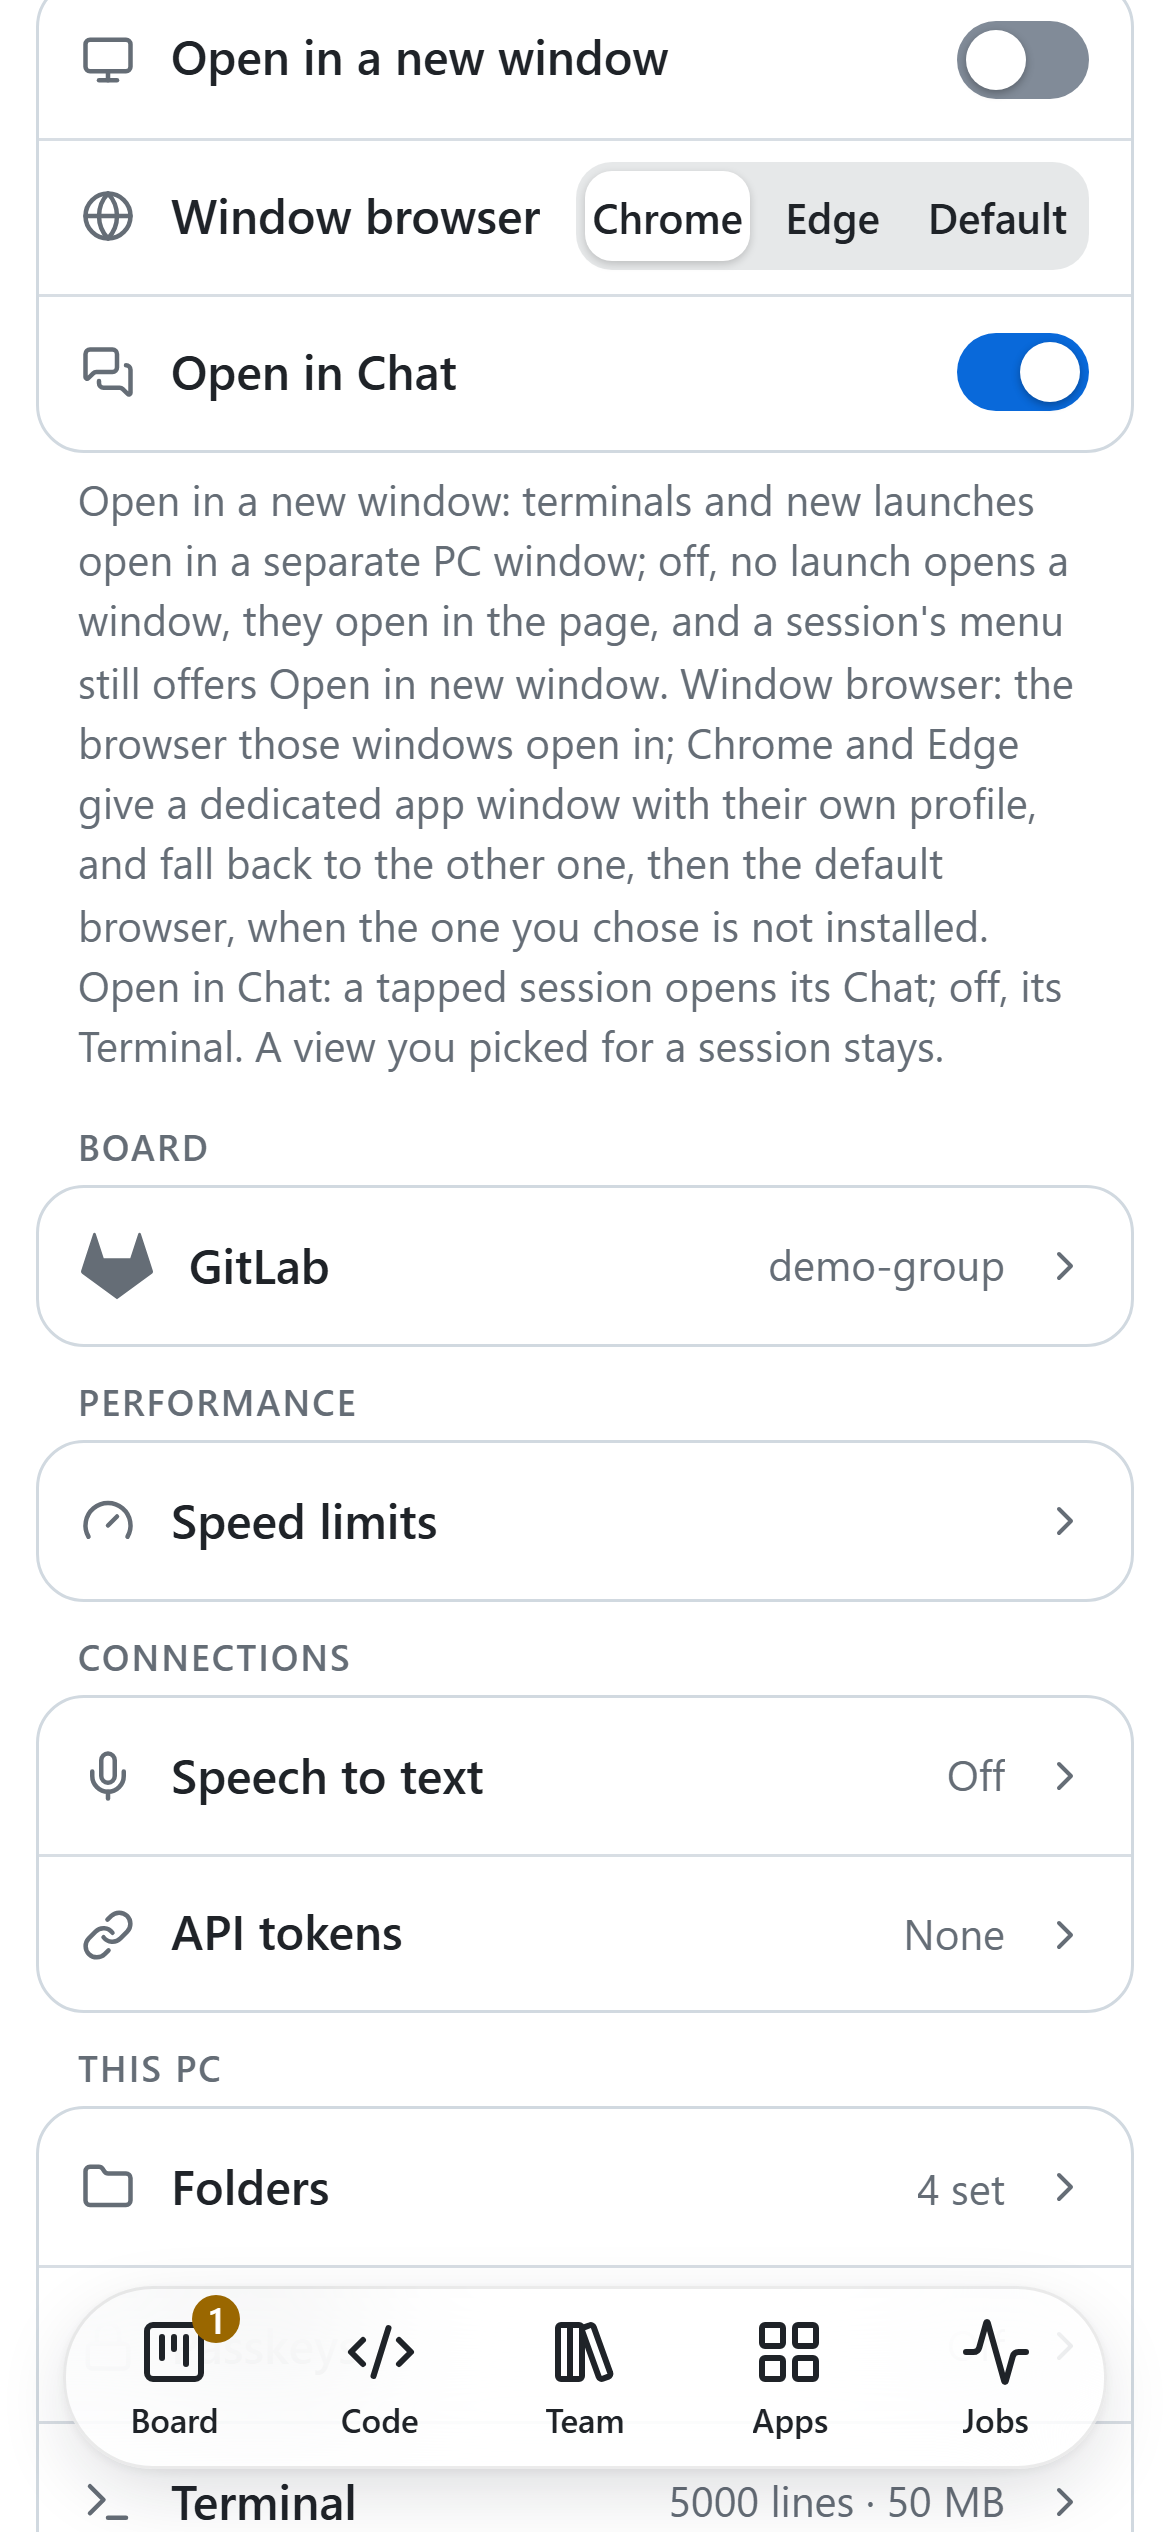 Open in a new window
Window browser
Chrome
Edge
Default
Open in Chat
Open in a new window: terminals and new launches
open in a separate PC window; off, no launch opens a
window, they open in the page, and a session's menu
still offers Open in new window. Window browser: the
browser those windows open in; Chrome and Edge
give a dedicated app window with their own profile,
and fall back to the other one, then the default
browser, when the one you chose is not installed.
Open in Chat: a tapped session opens its Chat; off, its
Terminal. A view you picked for a session stays.
BOARD
GitLab
demo-group
PERFORMANCE
Speed limits
CONNECTIONS
Speech to text
Off
API tokens
None
THIS PC
Folders
4 set
1
Board
Code
Team
Apps
Jobs
Terminal
5000 lines · 50 MB